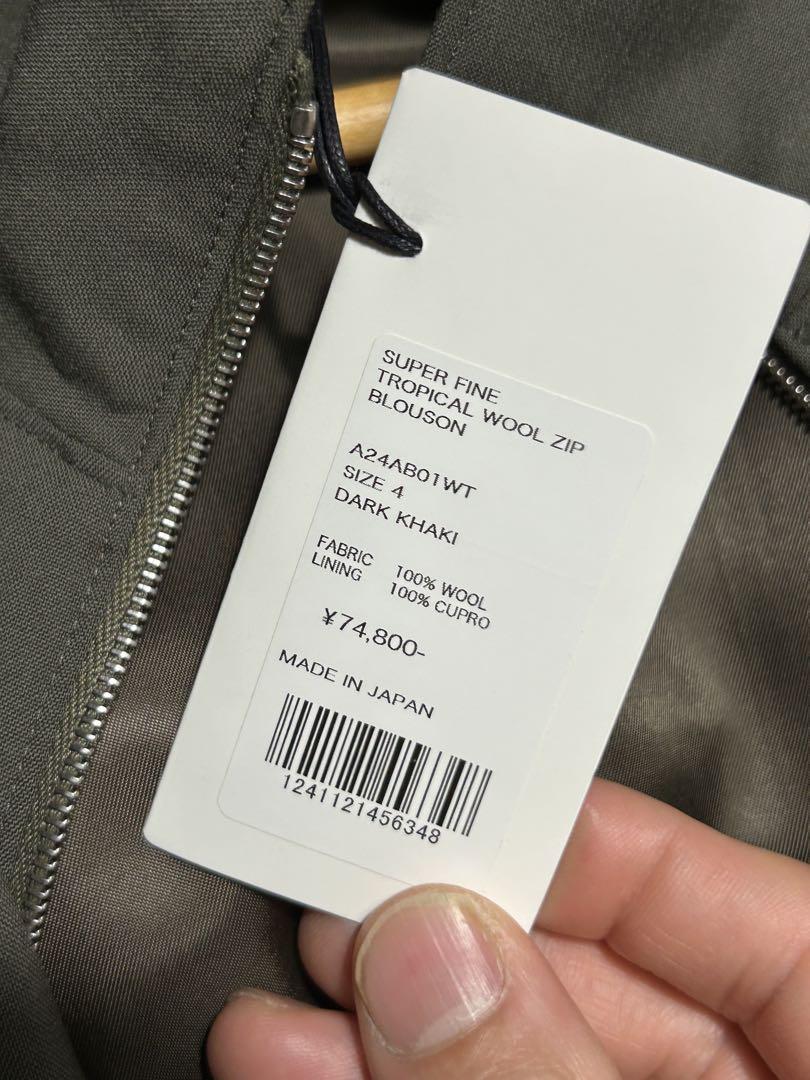 SUPER FINE
TROPICAL WOOL ZIP
BLOUSON
A24AB01WT
SIZE 4
DARK KHAKI
FABRIC 100% WOOL
LINING 100% CUPRO
¥74,800-
MADE IN JAPAN
1241121456348